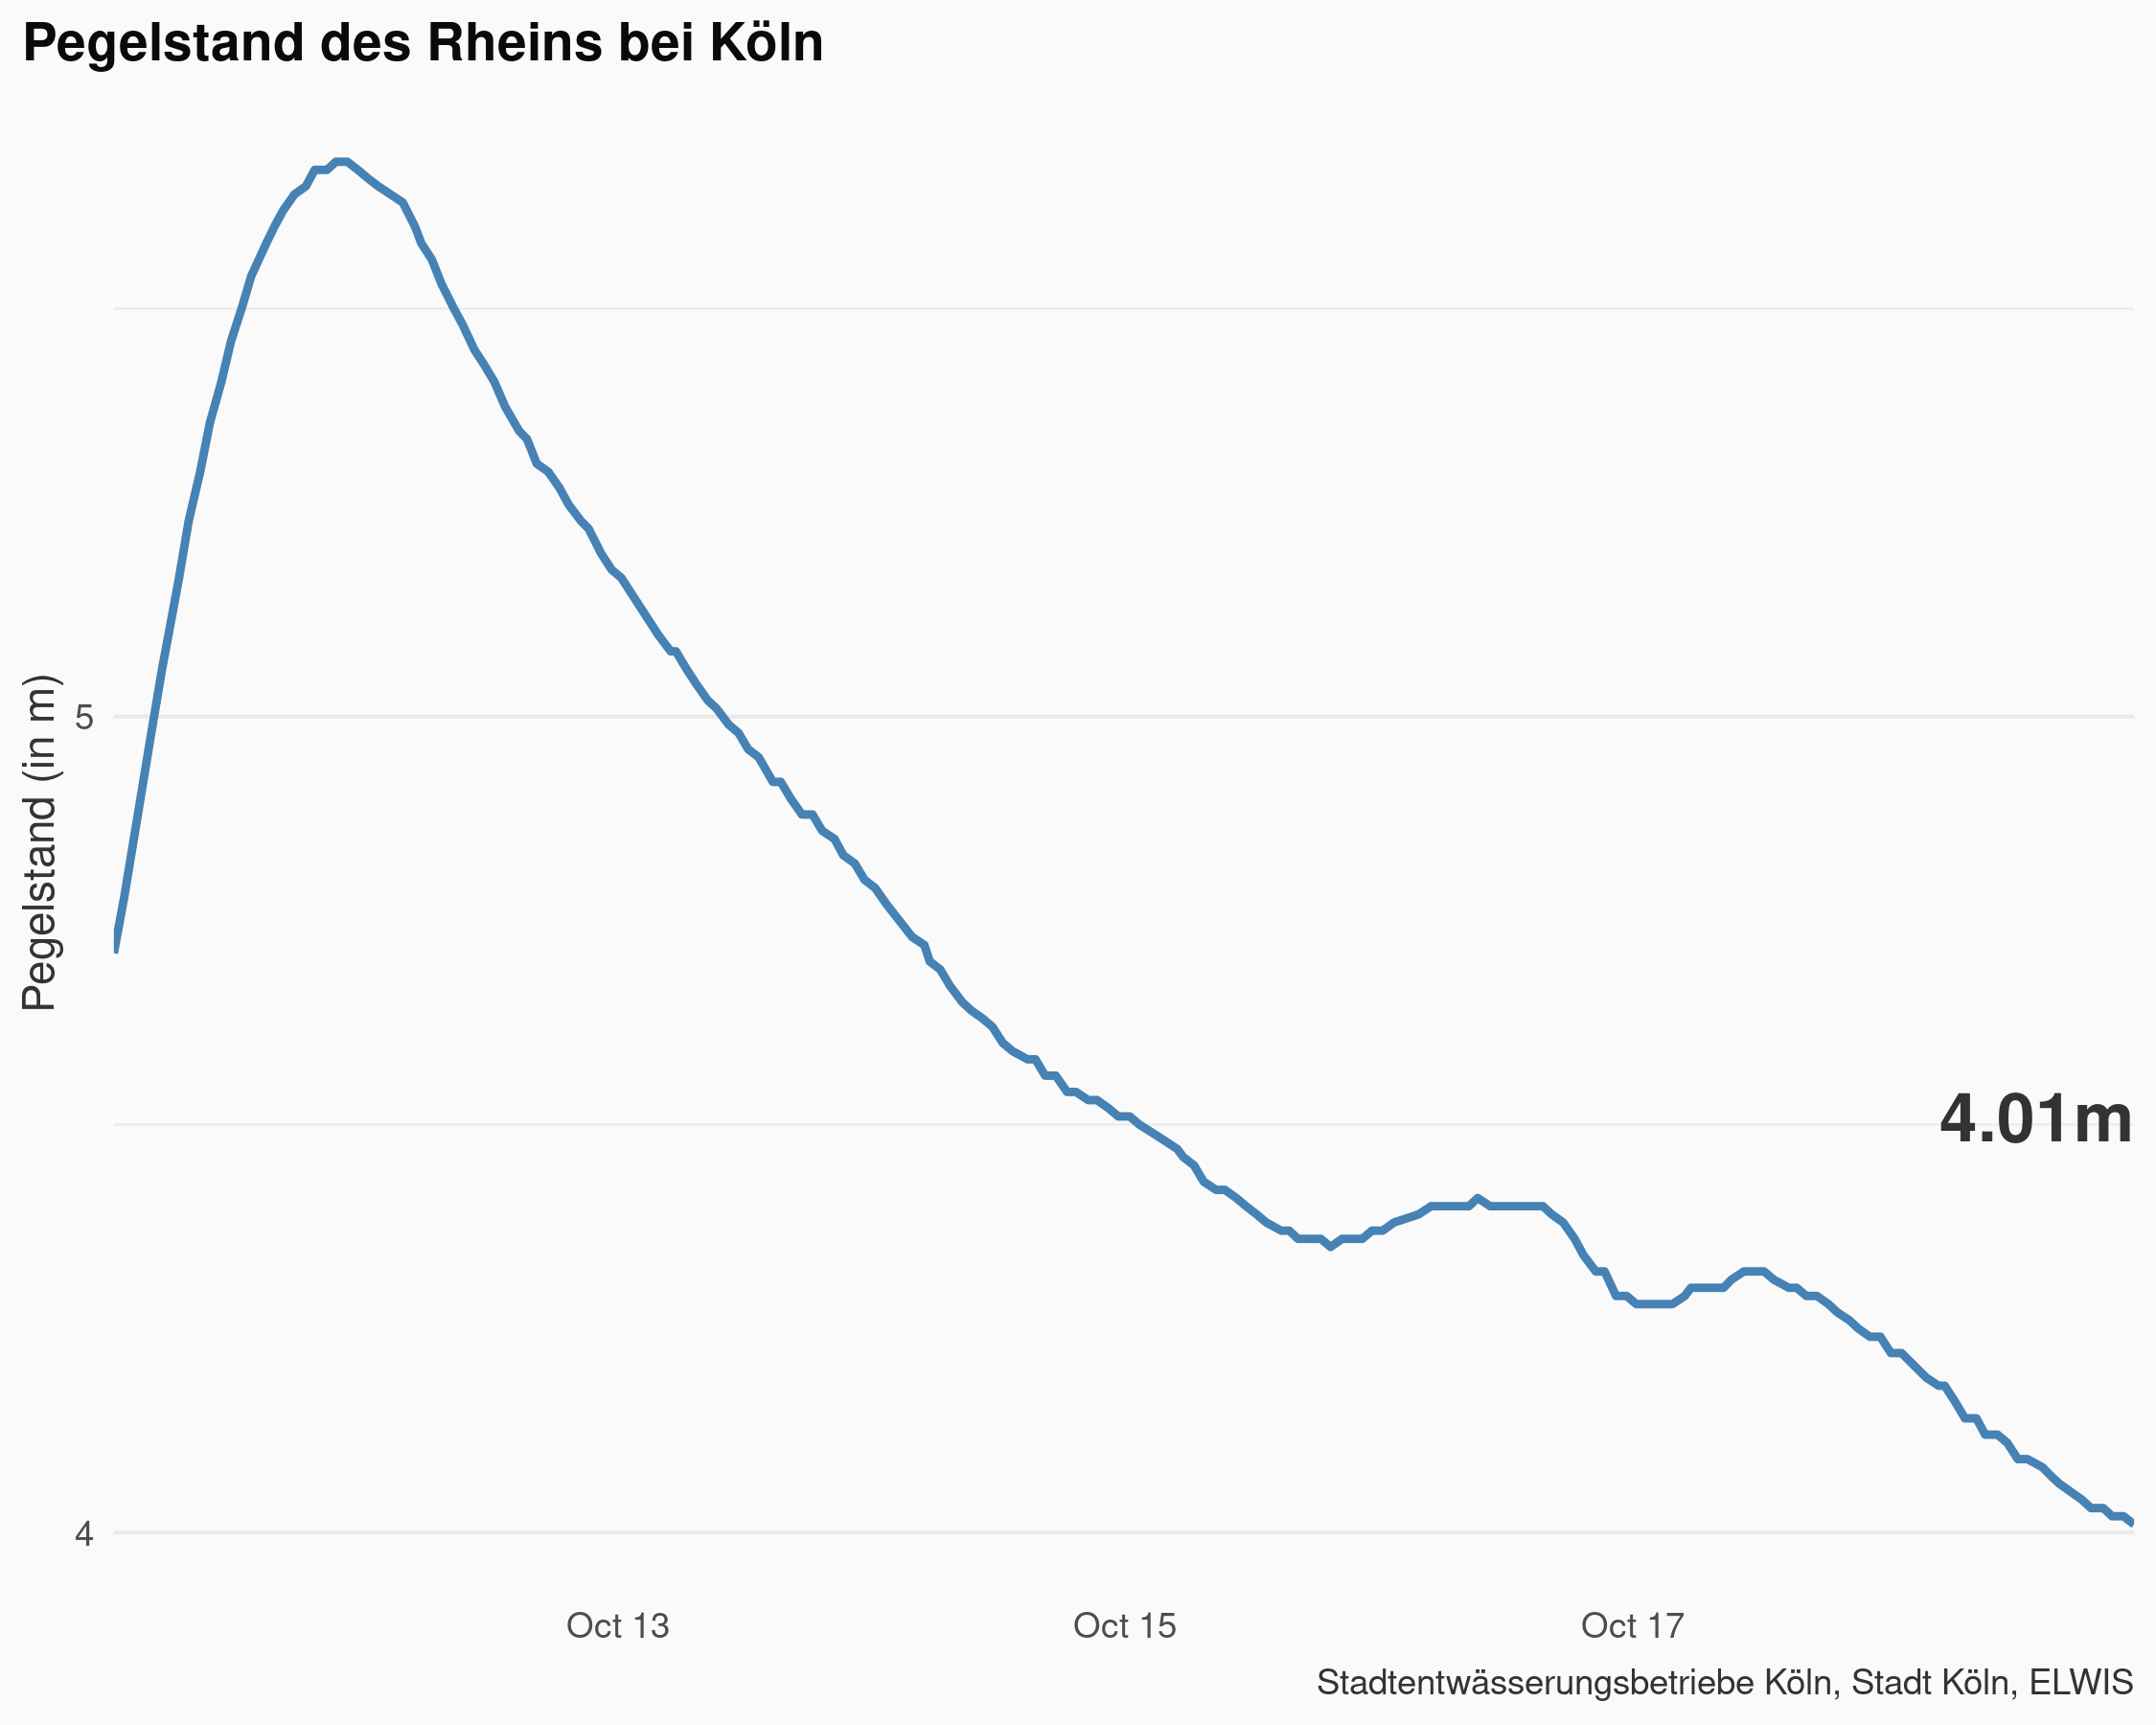 Pegelstand des Rheins bei Köln
Pegelstand (in m)
5
4.01m
4
Oct 13
Oct 15
Oct 17
Stadtentwässerungsbetriebe Köln, Stadt Köln, ELWIS